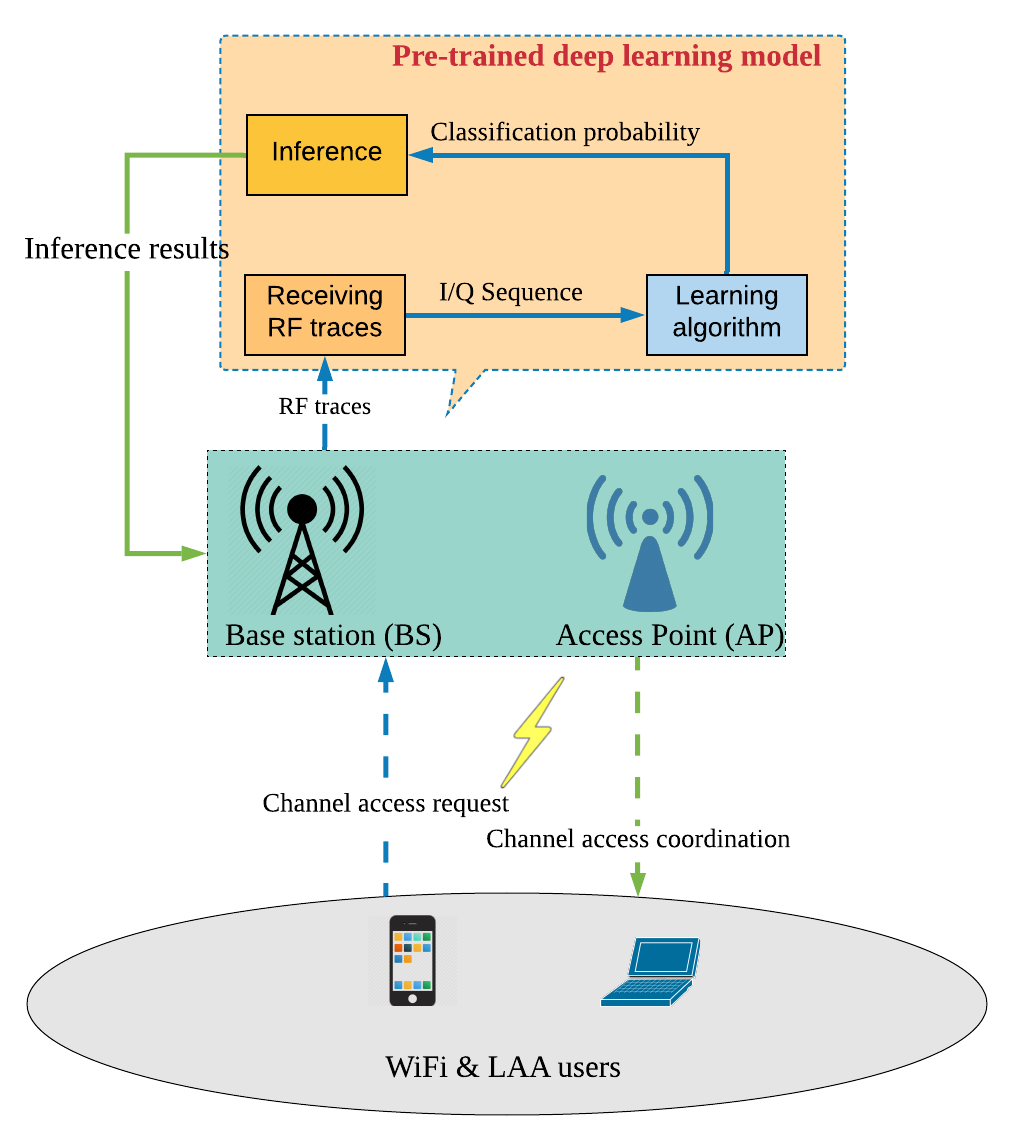 Pre-trained deep learning model
Classification probability
Inference
Inference results
Receiving
RF traces
I/Q Sequence
Learning
algorithm
RF traces
Base station (BS)
Access Point (AP)
Channel access request
Channel access coordination
WiFi & LAA users